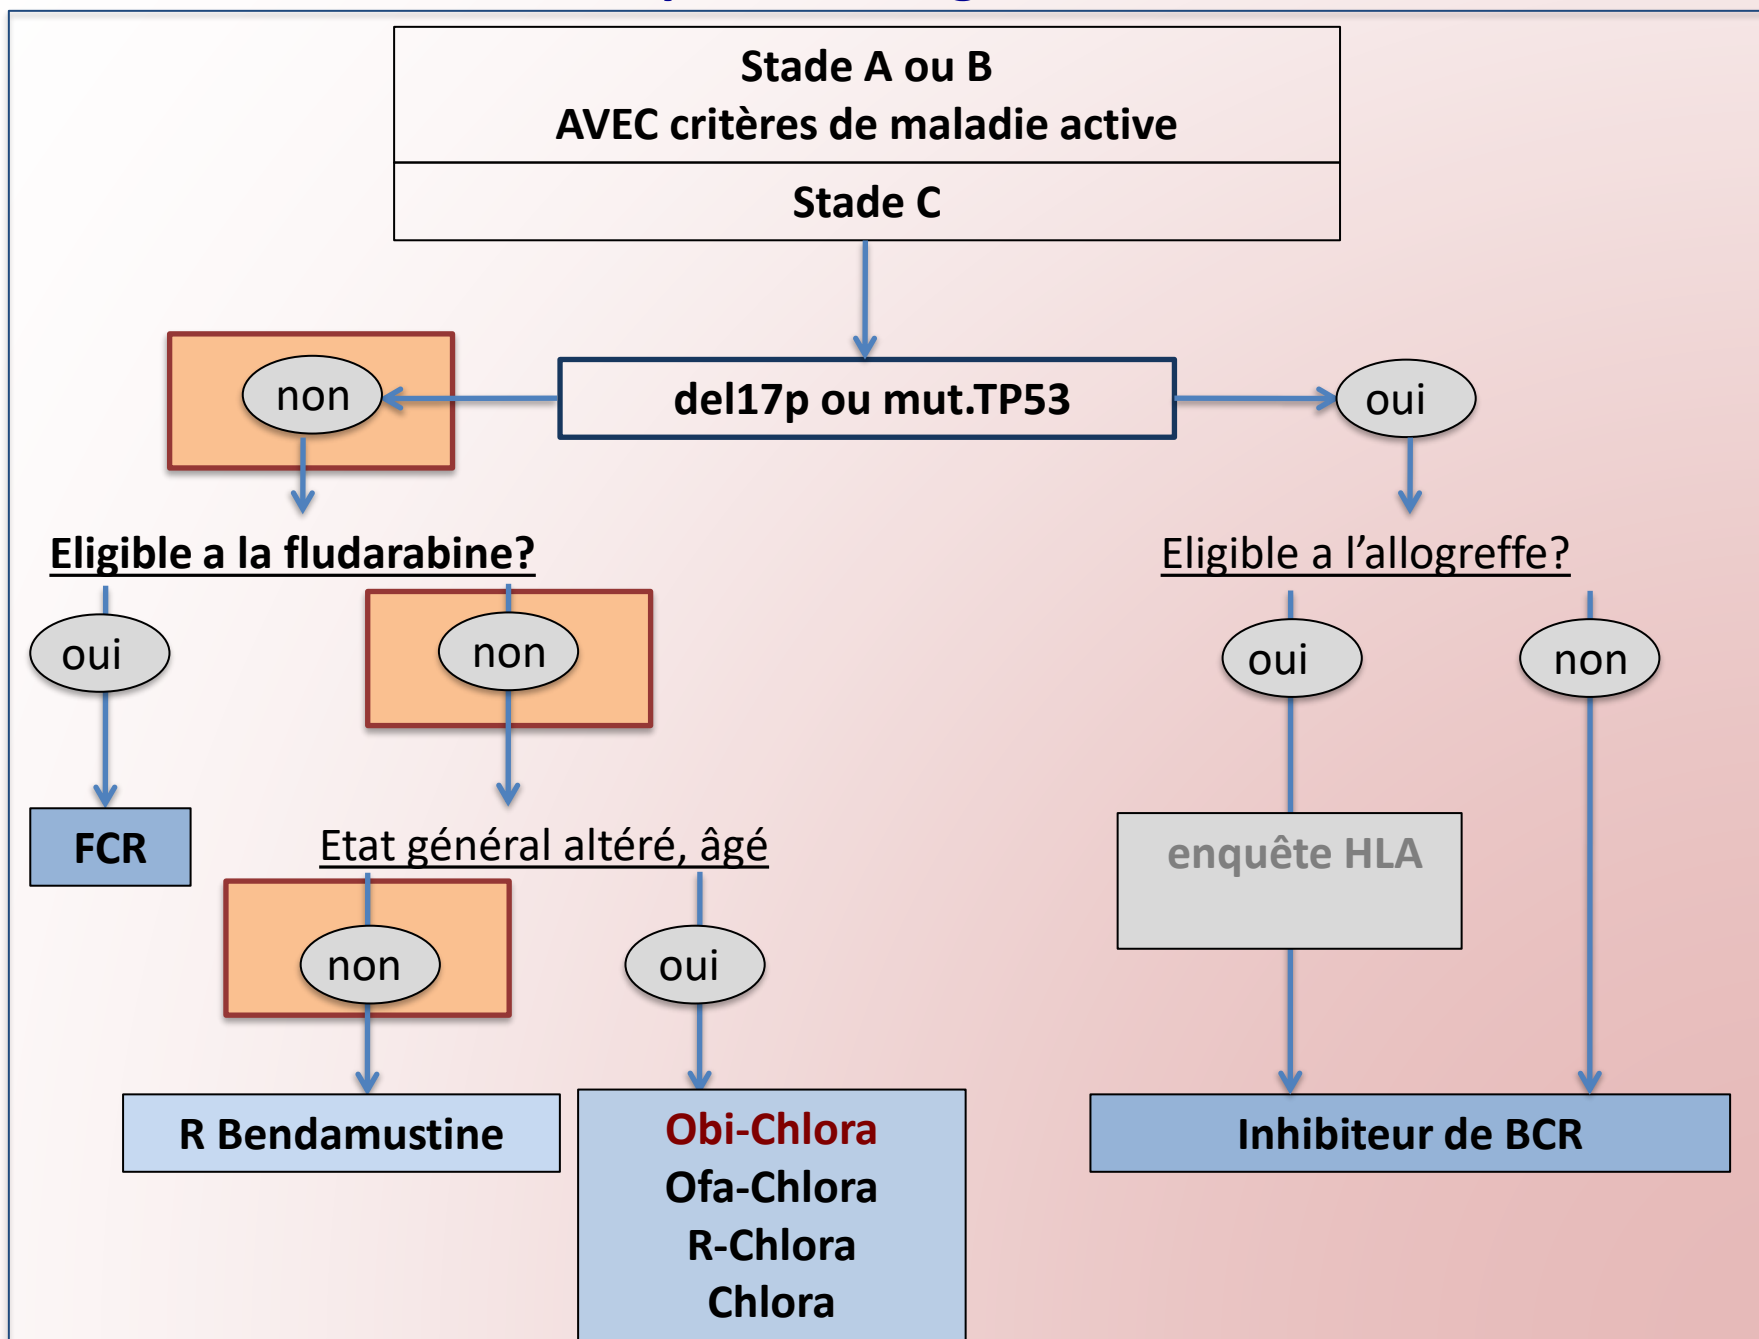 Stade A ou B
AVEC critères de maladie active
Stade C
non
del17p ou mut.TP53
oui
Eligible a la fludarabine?
Eligible a l’allogreffe?
oui
non
oui
non
FCR
Etat général altéré, âgé
enquête HLA
non
oui
R Bendamustine
Obi-Chlora
Ofa-Chlora
R-Chlora
Chlora
Inhibiteur de BCR